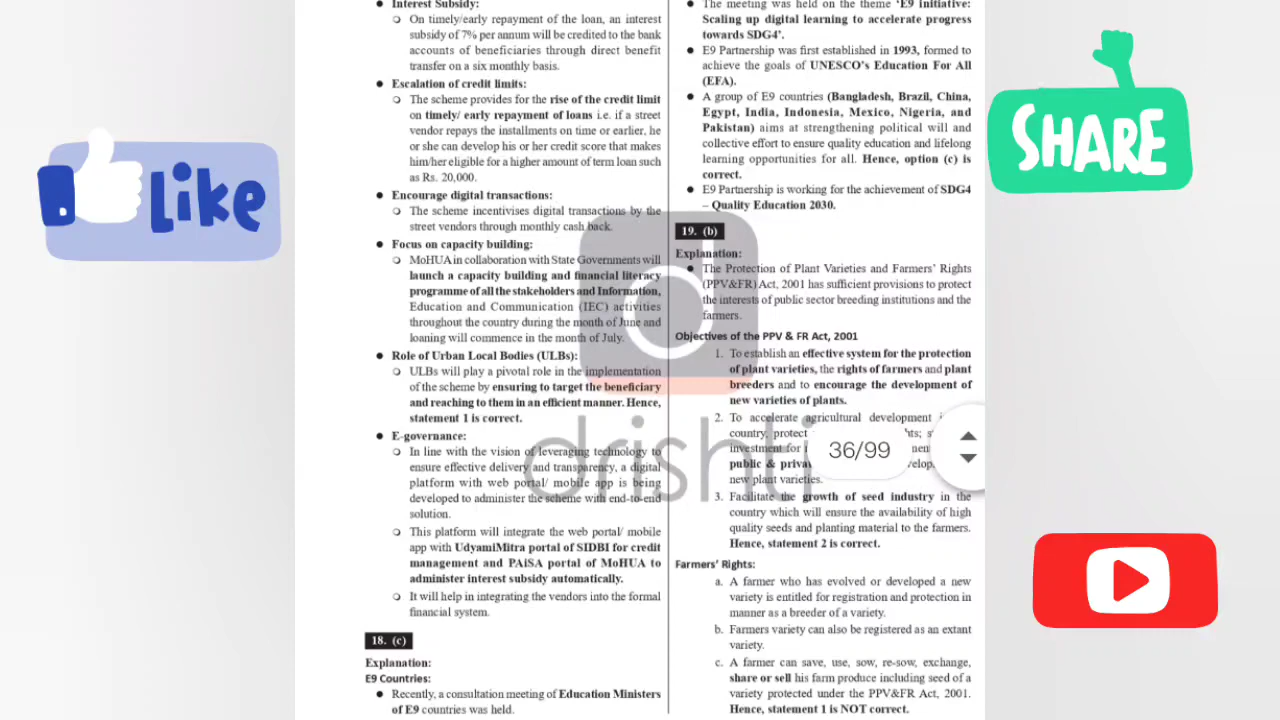 Interest Subsidy:
On timely/early repayment of the loan, an interest
subsidy of 7% per annum will be credited to the bank
accounts of beneficiaries through direct benefit
transfer on a six monthly basis.
Escalation of credit limits:
The scheme provides for the rise of the credit limit
on timely/ early repayment of loans i.e. if a street
vendor repays the installments on time or earlier, he
or she can develop his or her credit score that makes
him/her eligible for a higher amount of term loan such
as Rs. 20,000.
Encourage digital transactions:
The scheme incentivises digital transactions by the
street vendors through monthly cash back.
Focus on capacity building:
MoHUA in collaboration with State Governments will
launch a capacity building and financial literacy
programme of all the stakeholders and Information,
Education and Communication (IEC) activities
throughout the country during the month of June and
loaning will commence in the month of July.
Role of Urban Local Bodies (ULBs):
ULBs will play a pivotal role in the implementation
of the scheme by ensuring to target the beneficiary
and reaching to them in an efficient manner. Hence,
statement 1 is correct.
E-governance:
In line with the vision of leveraging technology to
ensure effective delivery and transparency, a digital
platform with web portal/ mobile app is being
developed to administer the scheme with end-to-end
solution.
This platform will integrate the web portal/ mobile
app with UdyamiMitra portal of SIDBI for credit
management and PAiSA portal of MoHUA to
administer interest subsidy automatically.
It will help in integrating the vendors into the formal
financial system.
18. (c)
Explanation:
E9 Countries:
Recently, a consultation meeting of Education Ministers
of E9 countries was held.
The meeting was held on the theme ‘E9 initiative:
Scaling up digital learning to accelerate progress
towards SDG4’.
E9 Partnership was first established in 1993, formed to
achieve the goals of UNESCO’s Education For All
(EFA).
A group of E9 countries (Bangladesh, Brazil, China,
Egypt, India, Indonesia, Mexico, Nigeria, and
Pakistan) aims at strengthening political will and
collective effort to ensure quality education and lifelong
learning opportunities for all. Hence, option (c) is
correct.
E9 Partnership is working for the achievement of SDG4
– Quality Education 2030.
19. (b)
Explanation:
The Protection of Plant Varieties and Farmers’ Rights
(PPV&FR) Act, 2001 has sufficient provisions to protect
the interests of public sector breeding institutions and the
farmers.
Objectives of the PPV & FR Act, 2001
1. To establish an effective system for the protection
of plant varieties, the rights of farmers and plant
breeders and to encourage the development of
new varieties of plants.
2. To accelerate agricultural development
country, protect
investment for
public & 
new plant varieties.
3. Facilitate the growth of seed industry in the
country which will ensure the availability of high
quality seeds and planting material to the farmers.
Hence, statement 2 is correct.
Farmers’ Rights:
a. A farmer who has evolved or developed a new
variety is entitled for registration and protection in
manner as a breeder of a variety.
b. Farmers variety can also be registered as an extant
variety.
c. A farmer can save, use, sow, re-sow, exchange,
share or sell his farm produce including seed of a
variety protected under the PPV&FR Act, 2001.
Hence, statement 1 is NOT correct.
36/99
drishti
LiKe
SHARE